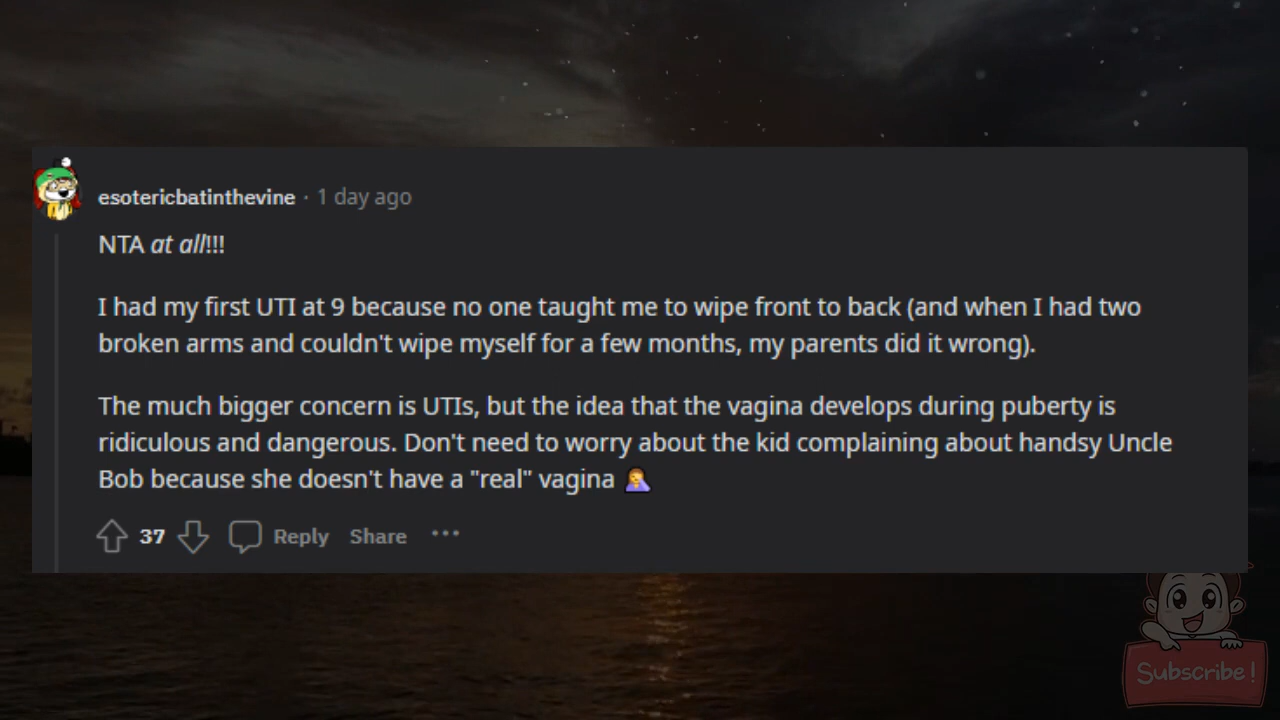 esotericbatinthevine · 1 day ago
NTA at all!!!
I had my first UTI at 9 because no one taught me to wipe front to back (and when I had two
broken arms and couldn't wipe myself for a few months, my parents did it wrong).
The much bigger concern is UTIs, but the idea that the vagina develops during puberty is
ridiculous and dangerous. Don't need to worry about the kid complaining about handsy Uncle
Bob because she doesn't have a "real" vagina 🤦‍♀️
37 Reply Share ···
Subscribe!